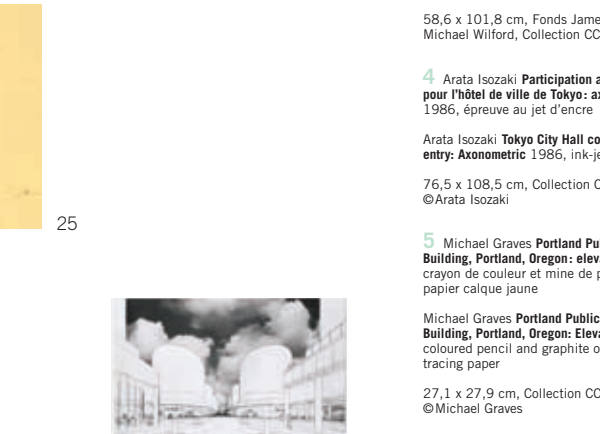 58,6 x 101,8 cm, Fonds Jame
Michael Wilford, Collection CC
4 Arata Isozaki Participation a
pour l'hôtel de ville de Tokyo: ax
1986, épreuve au jet d'encre
Arata Isozaki Tokyo City Hall co
entry: Axonometric 1986, ink-je
76,5 x 108,5 cm, Collection C
©Arata Isozaki
25
5 Michael Graves Portland Pu
Building, Portland, Oregon: elev
crayon de couleur et mine de p
papier calque jaune
Michael Graves Portland Public
Building, Portland, Oregon: Eleva
coloured pencil and graphite o
tracing paper
27,1 x 27,9 cm, Collection CC
©Michael Graves